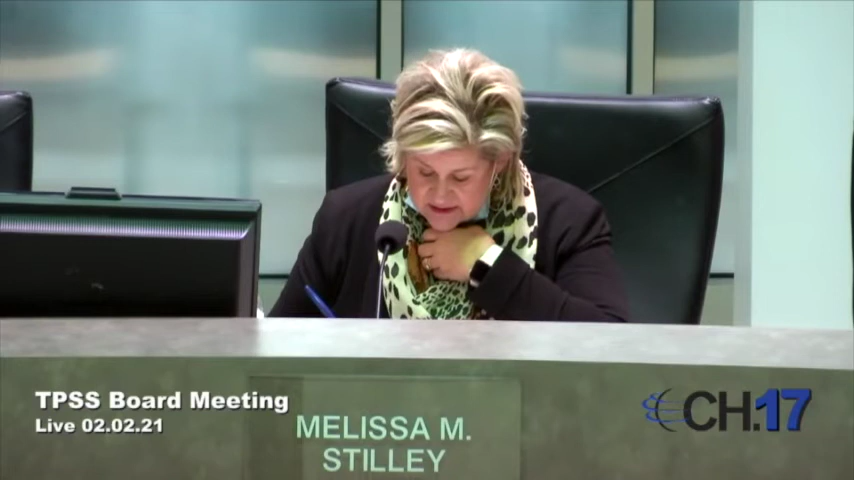 TPSS Board Meeting
Live 02.02.21
MELISSA M.
STILLEY
CH.17